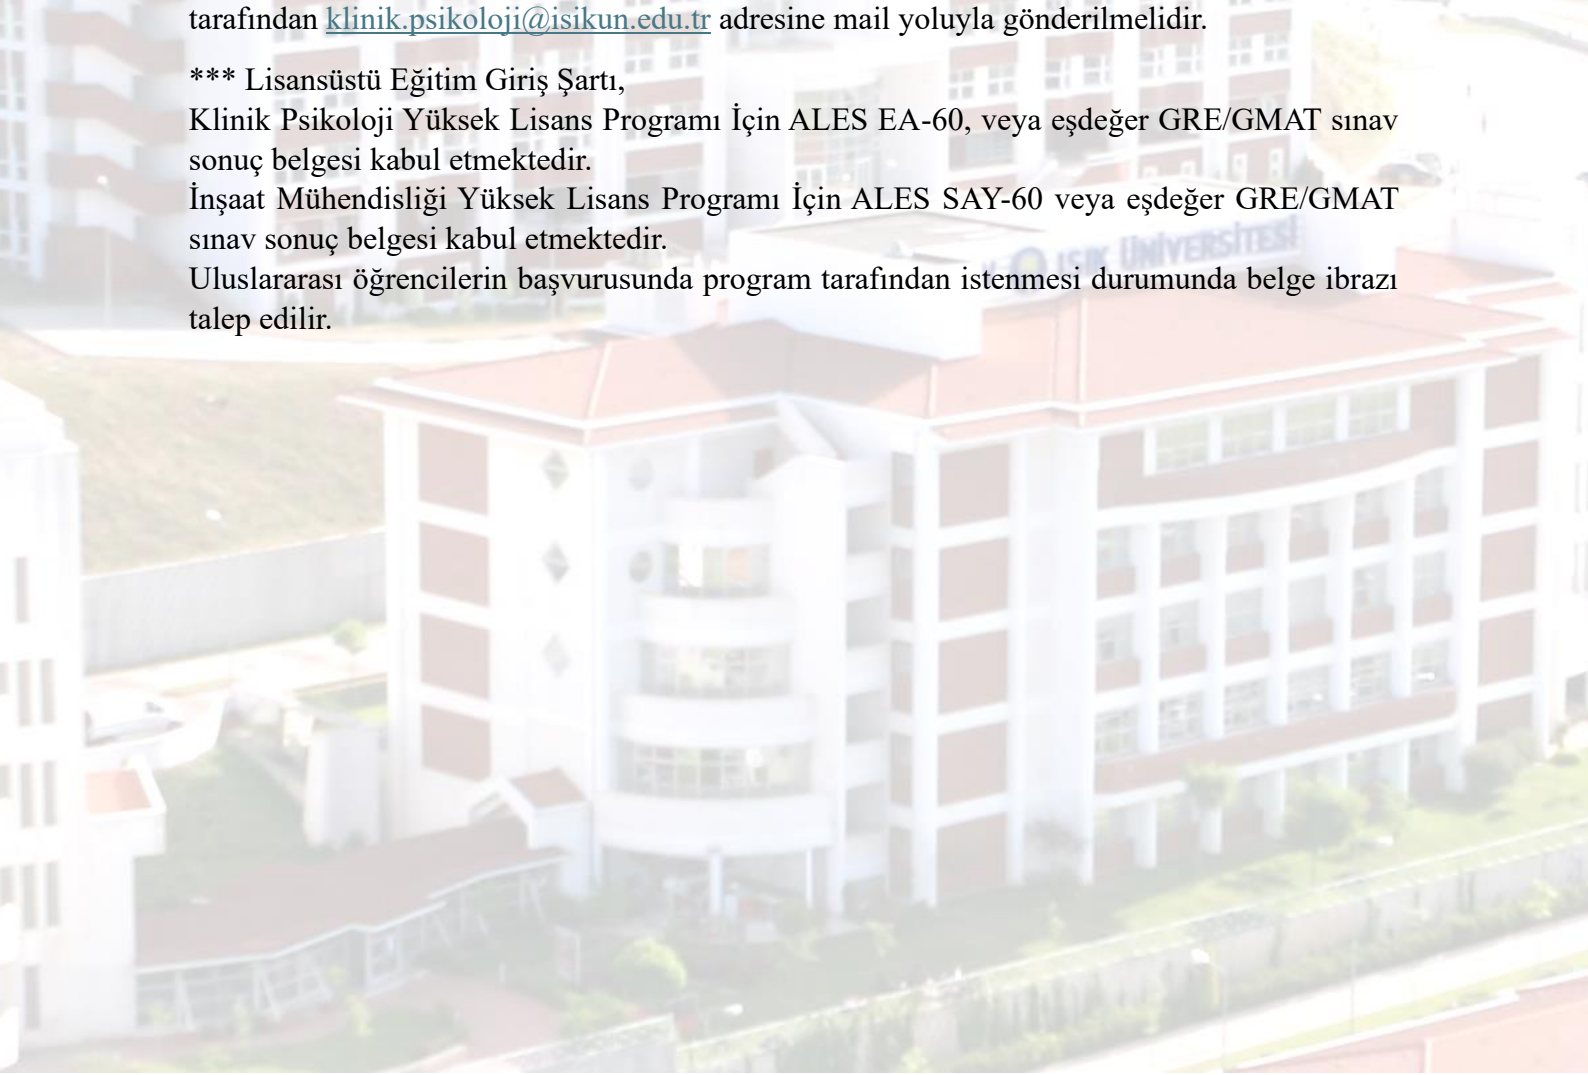 tarafından klinik.psikoloji@isikun.edu.tr adresine mail yoluyla gönderilmelidir.
*** Lisansüstü Eğitim Giriş Şartı,
Klinik Psikoloji Yüksek Lisans Programı İçin ALES EA-60, veya eşdeğer GRE/GMAT sınav
sonuç belgesi kabul etmektedir.
İnşaat Mühendisliği Yüksek Lisans Programı İçin ALES SAY-60 veya eşdeğer GRE/GMAT
sınav sonuç belgesi kabul etmektedir.
IŞIK ÜNİVERSİTESİ
Uluslararası öğrencilerin başvurusunda program tarafından istenmesi durumunda belge ibrazı
talep edilir.